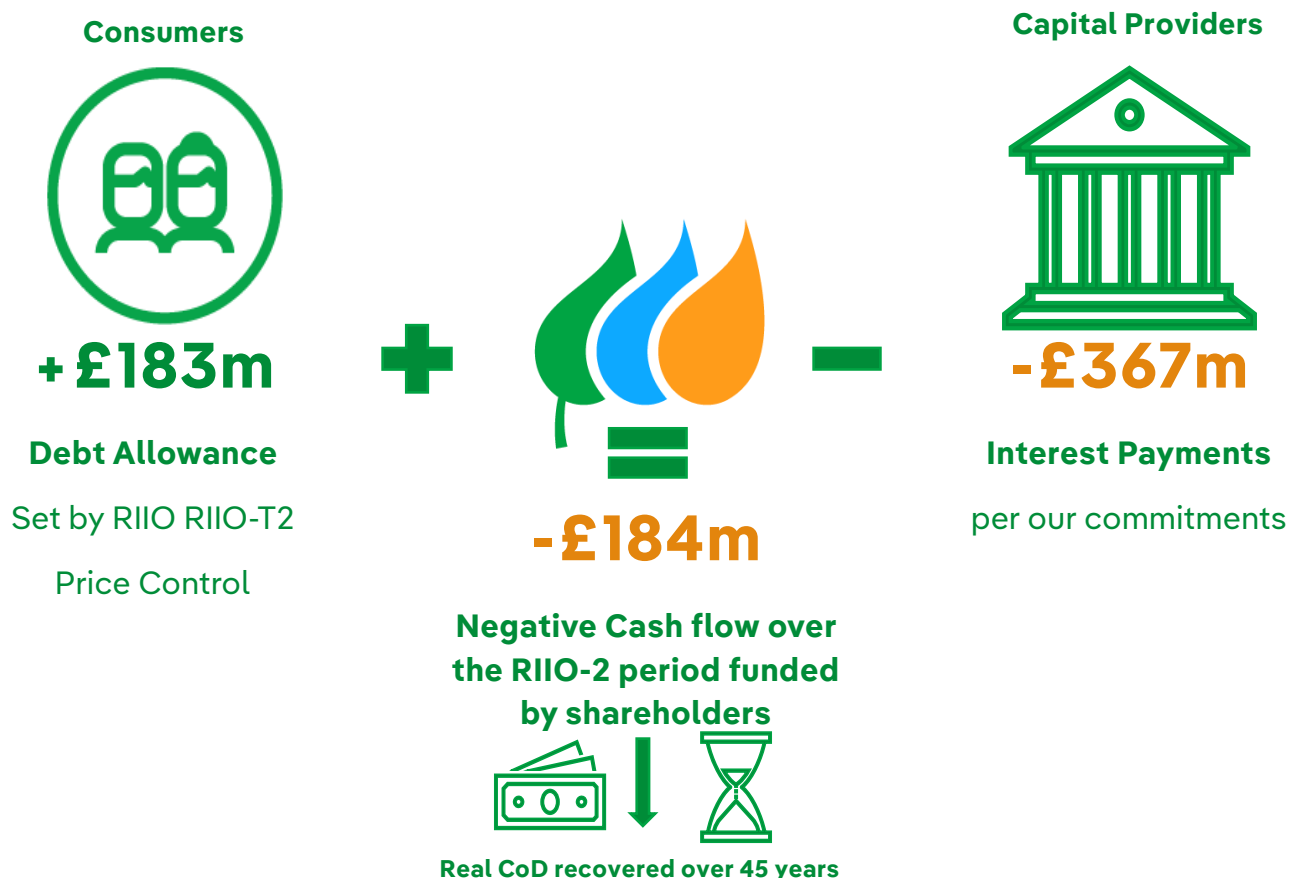 Consumers
+£183m
Debt Allowance
Set by RIIO RIIO-T2
Price Control
-£184m
Negative Cash flow over
the RIIO-2 period funded
by shareholders
Real CoD recovered over 45 years
Capital Providers
-£367m
Interest Payments
per our commitments